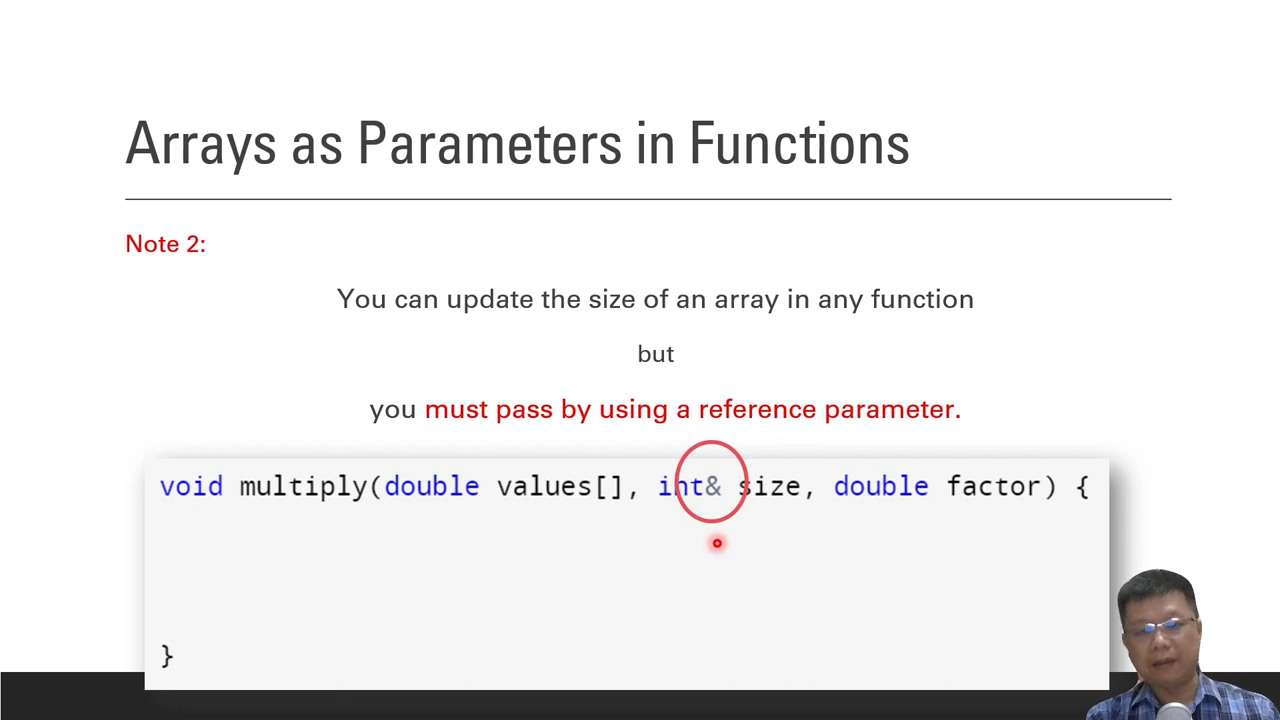 Arrays as Parameters in Functions
Note 2:
You can update the size of an array in any function
but
you must pass by using a reference parameter.
void multiply(double values[], int& size, double factor) {
}